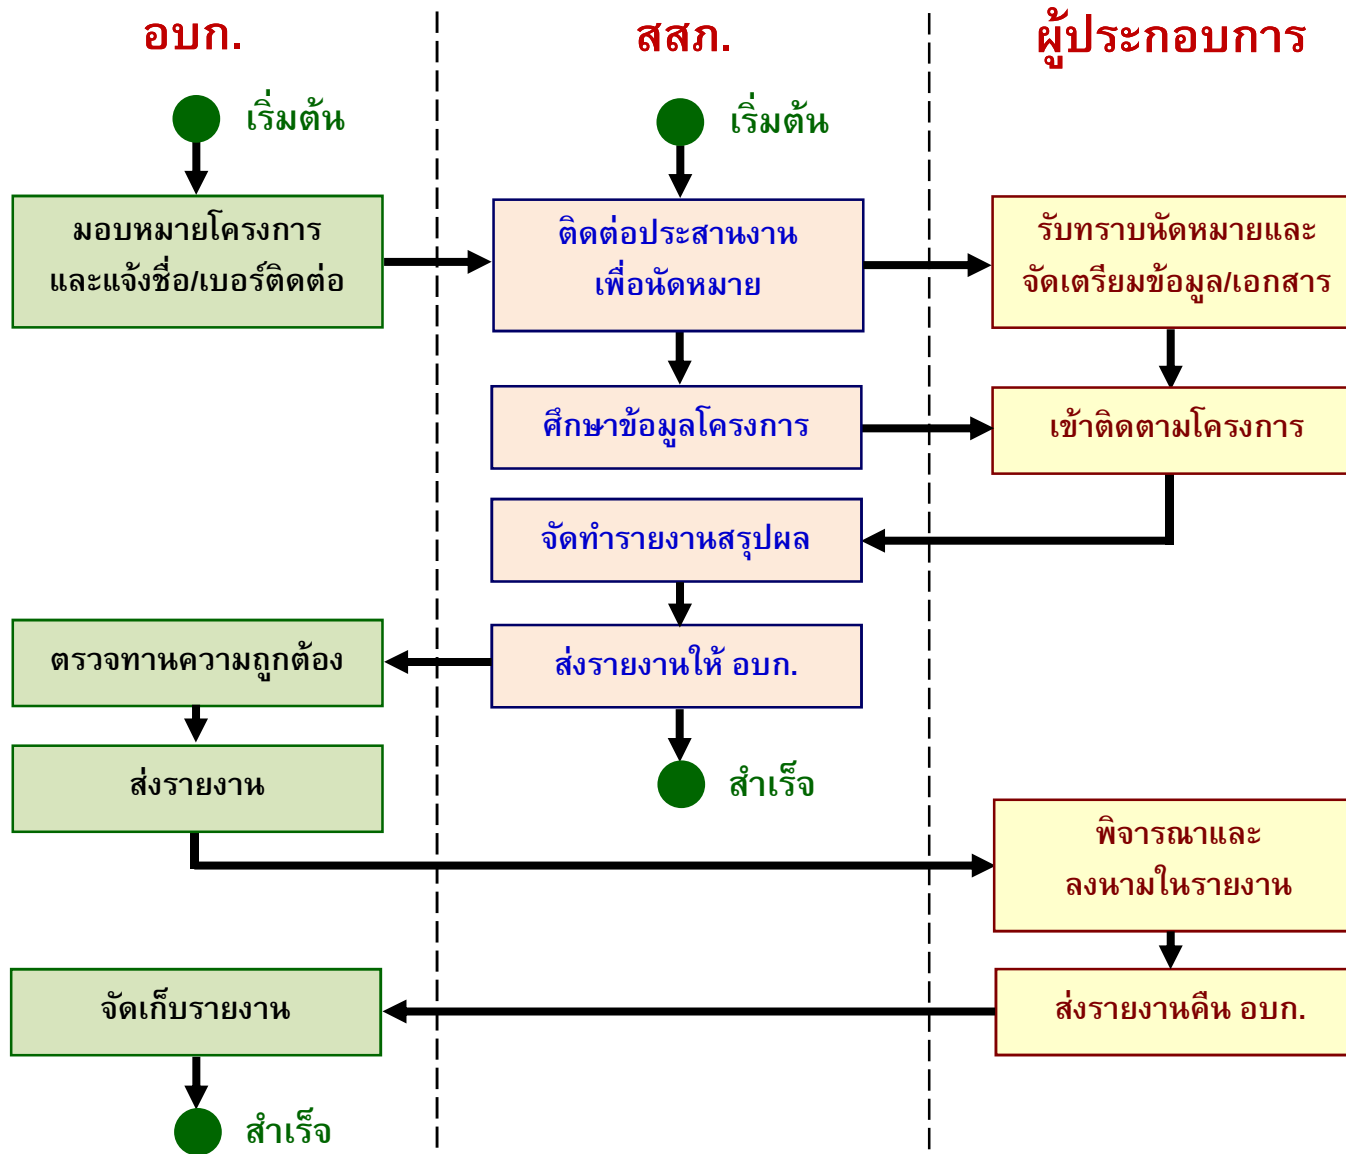 อบก.
สสภ.
ผู้ประกอบการ
เริ่มต้น
เริ่มต้น
มอบหมายโครงการ
และแจ้งชื่อ/เบอร์ติดต่อ
ติดต่อประสานงาน
เพื่อนัดหมาย
รับทราบนัดหมายและ
จัดเตรียมข้อมูล/เอกสาร
ศึกษาข้อมูลโครงการ
เข้าติดตามโครงการ
จัดทำรายงานสรุปผล
ตรวจทานความถูกต้อง
ส่งรายงานให้ อบก.
ส่งรายงาน
สำเร็จ
พิจารณาและ
ลงนามในรายงาน
จัดเก็บรายงาน
ส่งรายงานคืน อบก.
สำเร็จ